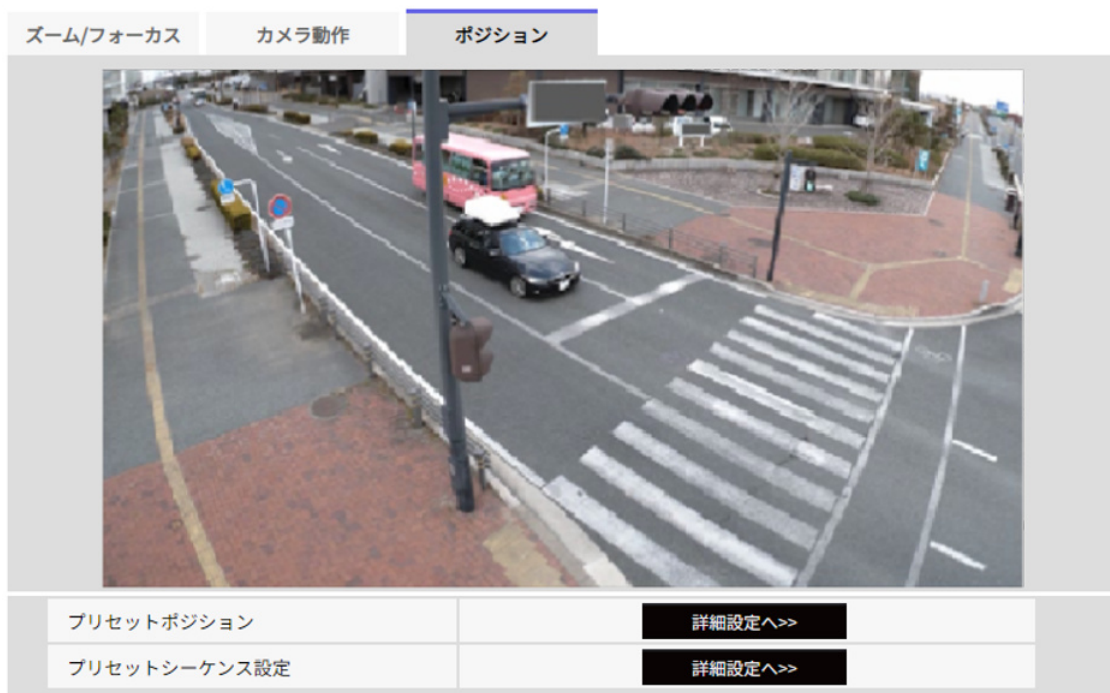 ズーム/フォーカス
カメラ動作
ポジション
プリセットポジション
詳細設定へ>>
プリセットシーケンス設定
詳細設定へ>>